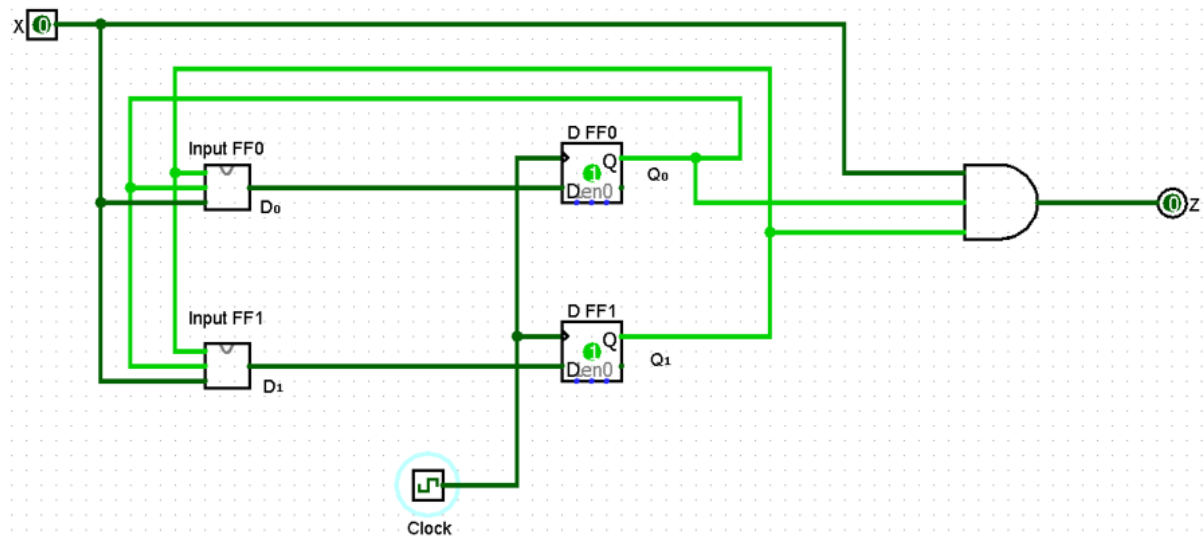 X 0
Input FF0
D₀
D FF0
Q
1
D en0
Q₀
0 Z
Input FF1
D₁
D FF1
Q
1
D en0
Q₁
Clock